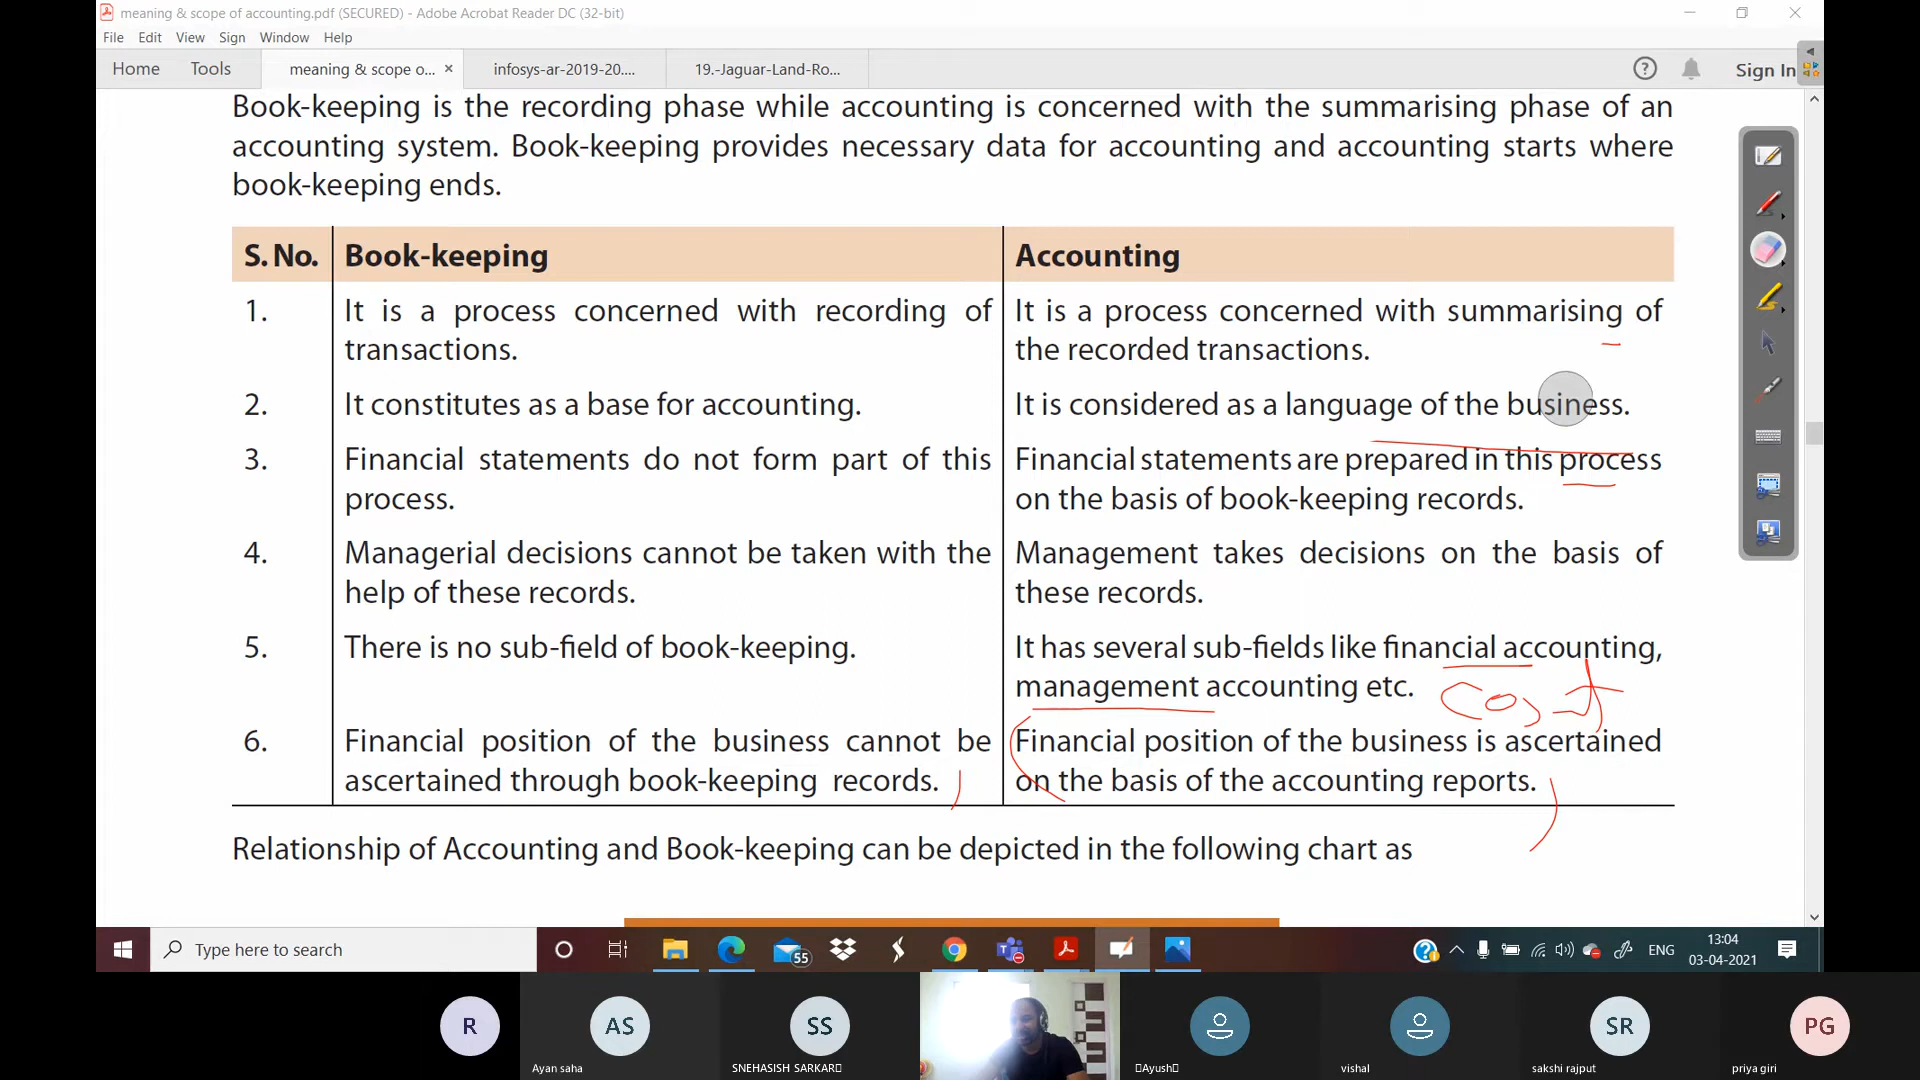 meaning & scope of accounting.pdf (SECURED) - Adobe Acrobat Reader DC (32-bit)
File Edit View Sign Window Help
Home Tools meaning & scope o... × infosys-ar-2019-20.... 19.-Jaguar-Land-Ro... Sign In
Book-keeping is the recording phase while accounting is concerned with the summarising phase of an
accounting system. Book-keeping provides necessary data for accounting and accounting starts where
book-keeping ends.
S. No. Book-keeping Accounting
1. It is a process concerned with recording of It is a process concerned with summarising of
transactions. the recorded transactions.
2. It constitutes as a base for accounting. It is considered as a language of the business.
3. Financial statements do not form part of this Financial statements are prepared in this process
process. on the basis of book-keeping records.
4. Managerial decisions cannot be taken with the Management takes decisions on the basis of
help of these records. these records.
5. There is no sub-field of book-keeping. It has several sub-fields like financial accounting,
management accounting etc. Cost
6. Financial position of the business cannot be Financial position of the business is ascertained
ascertained through book-keeping records. on the basis of the accounting reports.
Relationship of Accounting and Book-keeping can be depicted in the following chart as
Type here to search 55 ENG 13:04
03-04-2021
R AS SS SR PG
Ayan saha SNEHASISH SARKAR Ayush vishal sakshi rajput priya giri